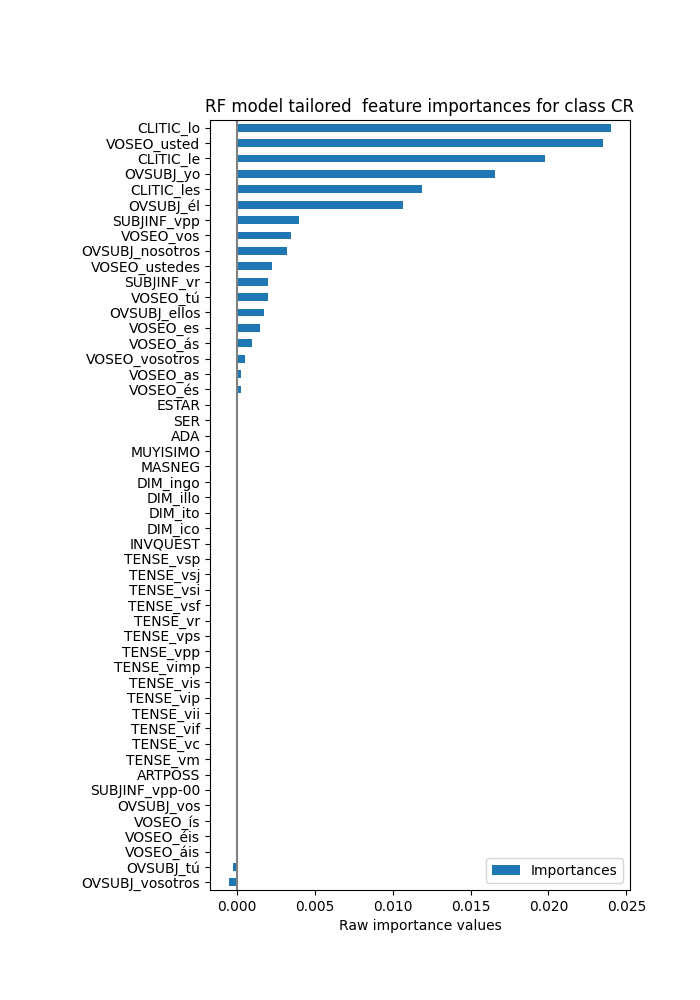 RF model tailored  feature importances for class CR
CLITIC_lo
VOSEO_usted
CLITIC_le
OVSUBJ_yo
CLITIC_les
OVSUBJ_él
SUBJINF_vpp
VOSEO_vos
OVSUBJ_nosotros
VOSEO_ustedes
SUBJINF_vr
VOSEO_tú
OVSUBJ_ellos
VOSEO_es
VOSEO_ás
VOSEO_vosotros
VOSEO_as
VOSEO_és
ESTAR
SER
ADA
MUYISIMO
MASNEG
DIM_ingo
DIM_illo
DIM_ito
DIM_ico
INVQUEST
TENSE_vsp
TENSE_vsj
TENSE_vsi
TENSE_vsf
TENSE_vr
TENSE_vps
TENSE_vpp
TENSE_vimp
TENSE_vis
TENSE_vip
TENSE_vii
TENSE_vif
TENSE_vc
TENSE_vm
ARTPOSS
SUBJINF_vpp-00
OVSUBJ_vos
VOSEO_ís
VOSEO_éis
VOSEO_áis
OVSUBJ_tú
OVSUBJ_vosotros
Importances
0.000 0.005 0.010 0.015 0.020 0.025
Raw importance values